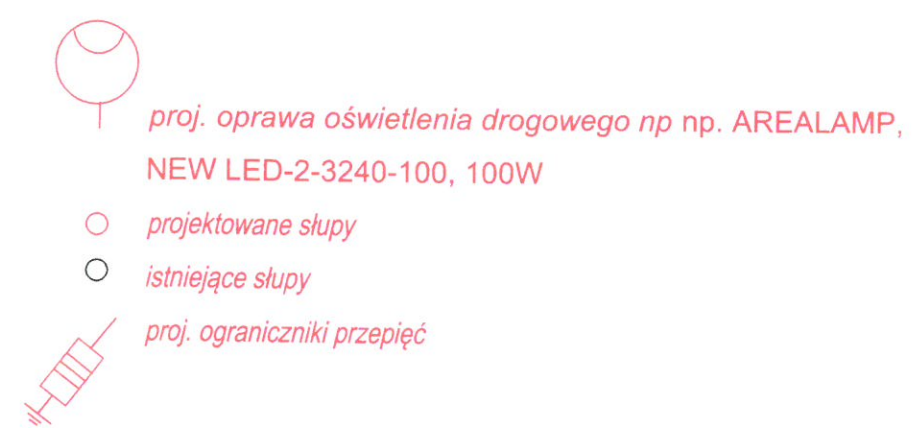 proj. oprawa oświetlenia drogowego np np. AREALAMP,
NEW LED-2-3240-100, 100W
projektowane słupy
istniejące słupy
proj. ograniczniki przepięć